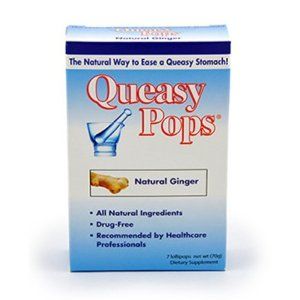 The Natural Way to Ease a Queasy Stomach!
Queasy
Pops®
Natural Ginger
• All Natural Ingredients
• Drug-Free
• Recommended by Healthcare
Professionals
7 lollipops net wt (70g)
Dietary Supplement